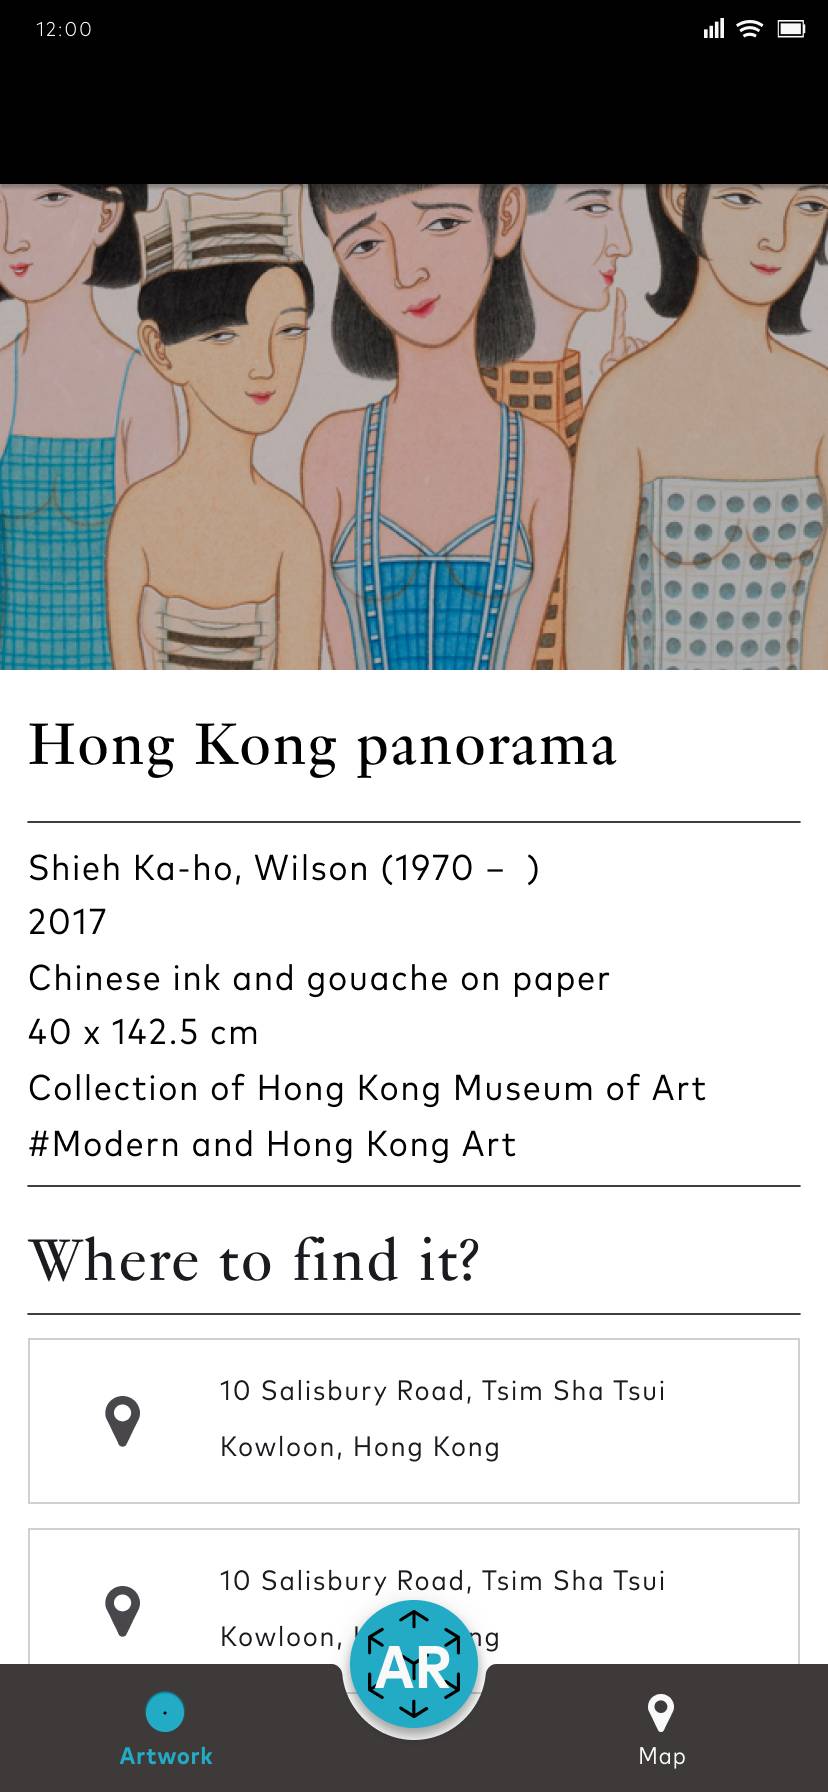 12:00
Hong Kong panorama
Shieh Ka-ho, Wilson (1970 –  )
2017
Chinese ink and gouache on paper
40 x 142.5 cm
Collection of Hong Kong Museum of Art
#Modern and Hong Kong Art
Where to find it?
10 Salisbury Road, Tsim Sha Tsui
Kowloon, Hong Kong
10 Salisbury Road, Tsim Sha Tsui
Kowloon,
AR
Artwork
Map